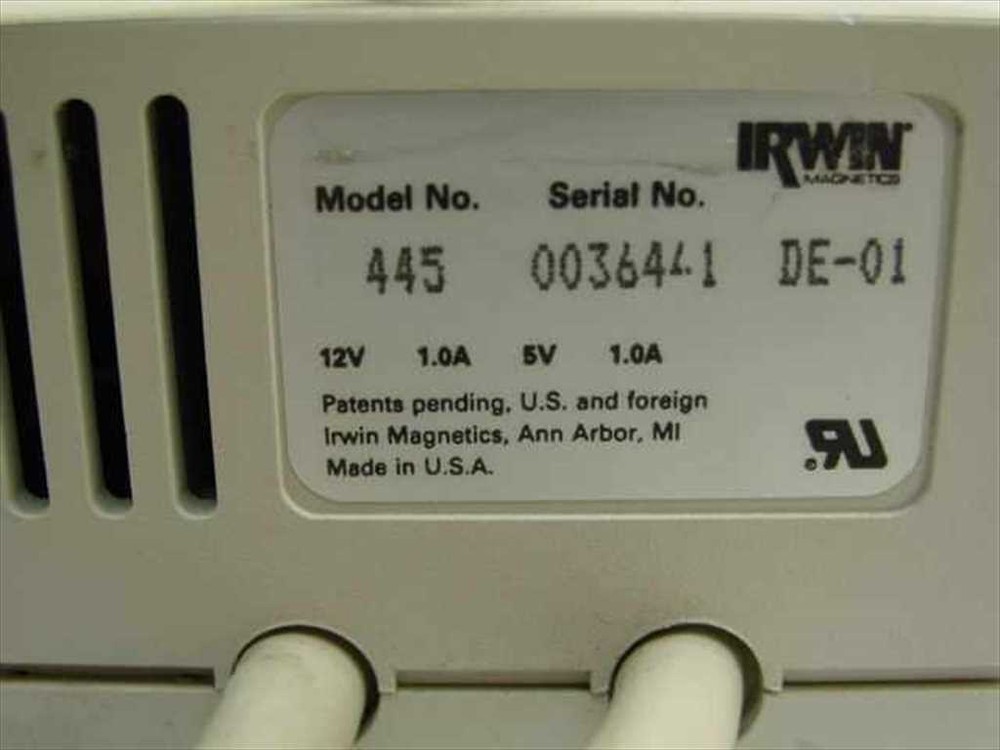 IRWIN
MAGNETICS
Model No. Serial No.
445 0036441 DE-01
12V 1.0A 5V 1.0A
Patents pending, U.S. and foreign
Irwin Magnetics, Ann Arbor, MI
Made in U.S.A.
RU®